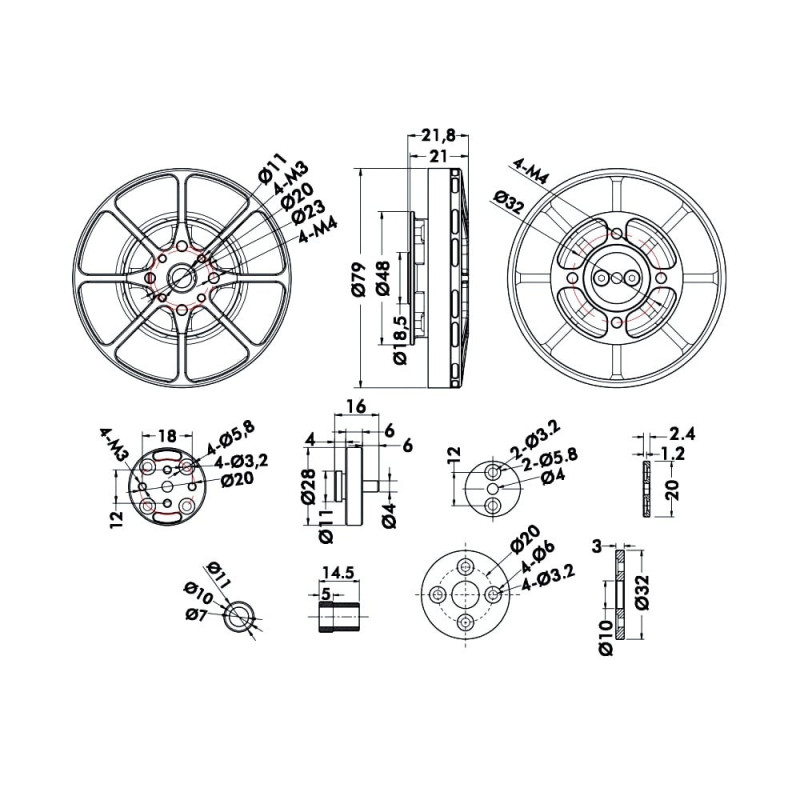 Ø11
4-M3
Ø20
Ø23
4-M4
21,8
21
Ø79
Ø48
Ø18,5
4-M4
Ø32
4-M3
18
4-Ø5,8
4-Ø3,2
Ø20
12
16
4
6
6
Ø28
Ø11
Ø4
12
2-Ø3.2
2-Ø5.8
Ø4
2.4
1.2
20
Ø11
Ø10
Ø7
14.5
5
Ø20
4-Ø6
4-Ø3.2
3
Ø10
Ø32